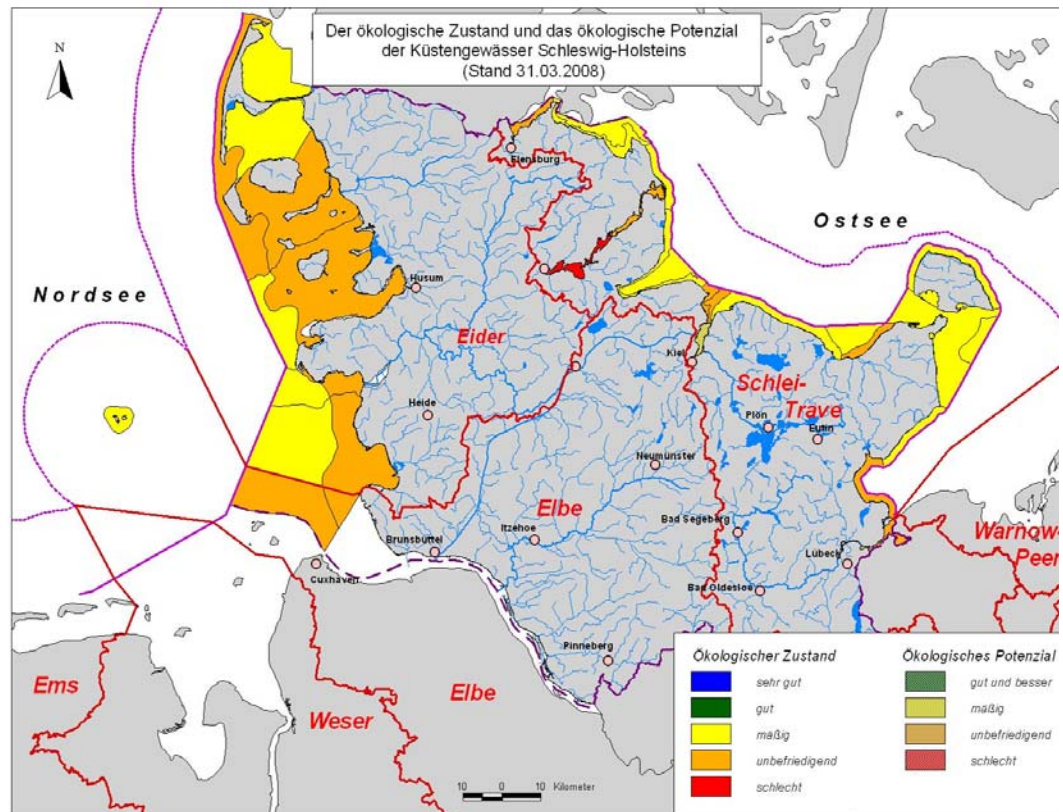 Der ökologische Zustand und das ökologische Potenzial
der Küstengewässer Schleswig-Holsteins
(Stand 31.03.2008)
N
Flensburg
Ostsee
Nordsee
Husum
Eider
Kiel
Schlei-
Trave
Heide
Plön
Eutin
Neumünster
Elbe
Itzehoe
Bad Segeberg
Warnow-
Peen
Brunsbüttel
Lübeck
Cuxhaven
Bad Oldesloe
Pinneberg
Ems
Weser
Elbe
10 0 10 Kilometer
Ökologischer Zustand
sehr gut
gut
mäßig
unbefriedigend
schlecht
Ökologisches Potenzial
gut und besser
mäßig
unbefriedigend
schlecht